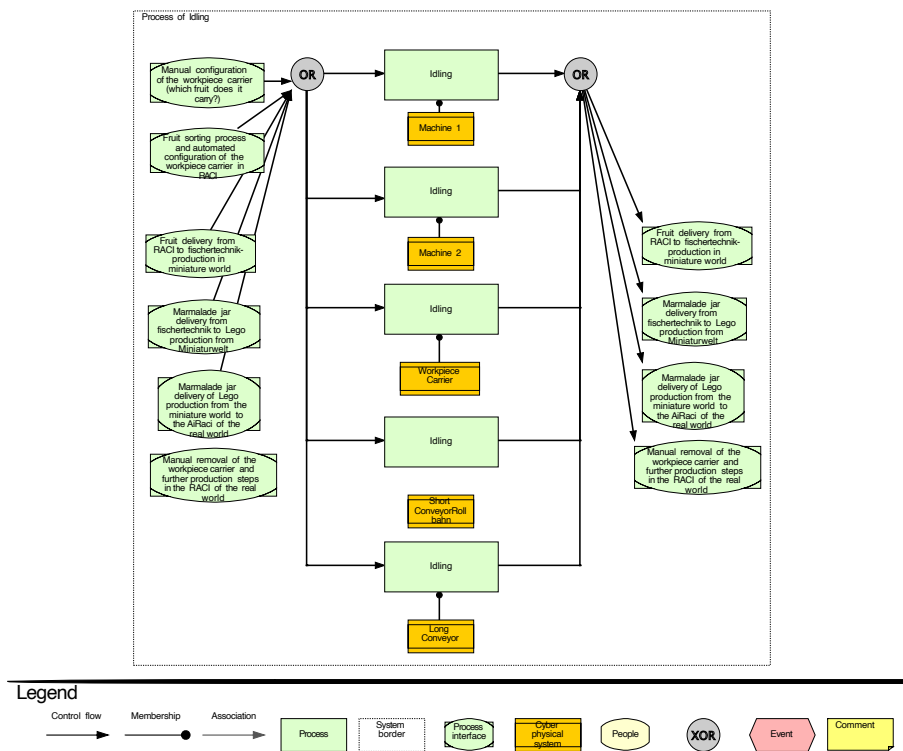 Process of Idling
Manual configuration
of the workpiece carrier
(which fruit does it
carry?)
OR
Idling
OR
Machine 1
Fruit sorting process
and automated
configuration of the
workpiece carrier in
RACI
Idling
Machine 2
Fruit delivery from
RACI to fischertechnik-
production in
miniature world
Fruit delivery from
RACI to fischertechnik-
production in
miniature world
Idling
Workpiece
Carrier
Marmalade jar
delivery from
fischertechnik to Lego
production from
Miniaturwelt
Marmalade jar
delivery from
fischertechnik to Lego
production from
Miniaturwelt
Marmalade jar
delivery of Lego
production from the
miniature world to
the AiRaci of the
real world
Idling
Marmalade jar
delivery of Lego
production from the
miniature world to
the AiRaci of the
real world
Manual removal of the
workpiece carrier and
further production steps
in the RACI of the real
world
Manual removal of the
workpiece carrier and
further production steps
in the RACI of the real
world
Short
ConveyorRoll
bahn
Idling
Long
Conveyor
Legend
Control flow
Membership
Association
Process
System
border
Process
interface
Cyber
physical
system
People
XOR
Event
Comment